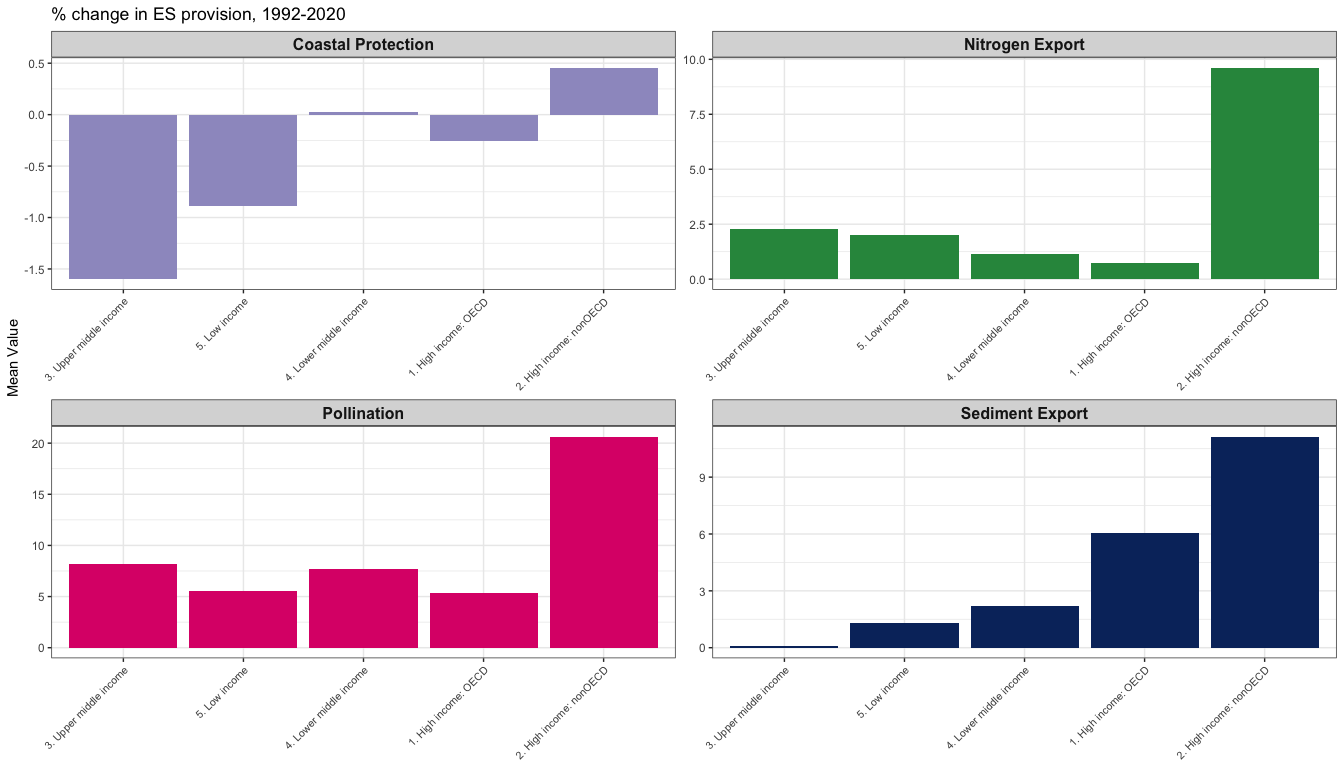 % change in ES provision, 1992-2020
Mean Value
Coastal Protection
0.5
0.0
-0.5
-1.0
-1.5
3. Upper middle income
5. Low income
4. Lower middle income
1. High income: OECD
2. High income: nonOECD
Nitrogen Export
10.0
7.5
5.0
2.5
0.0
3. Upper middle income
5. Low income
4. Lower middle income
1. High income: OECD
2. High income: nonOECD
Pollination
20
15
10
5
0
3. Upper middle income
5. Low income
4. Lower middle income
1. High income: OECD
2. High income: nonOECD
Sediment Export
9
6
3
0
3. Upper middle income
5. Low income
4. Lower middle income
1. High income: OECD
2. High income: nonOECD